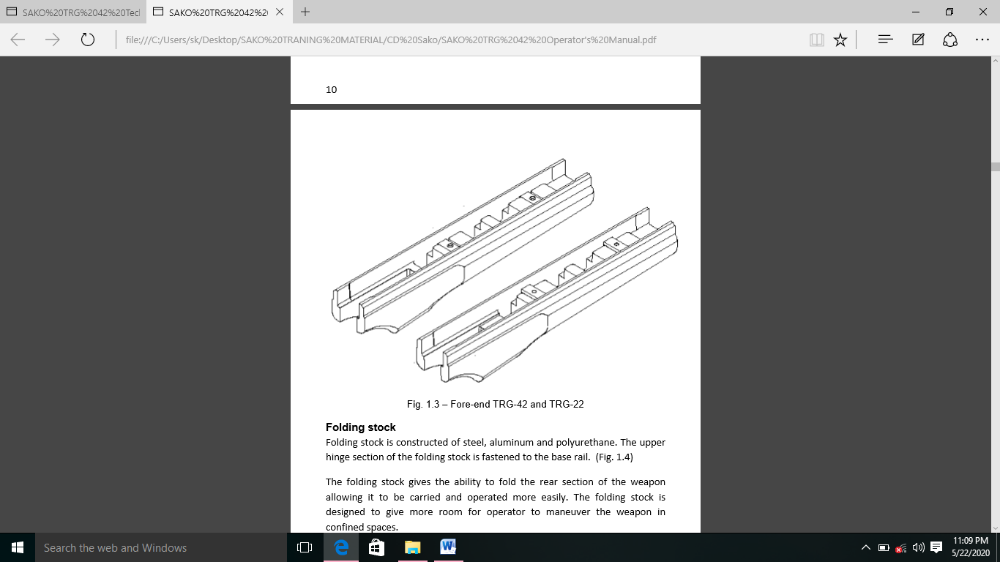 SAKO%20TRG%2042%20Tecl
SAKO%20TRG%2042%20(
file:///C:/Users/sk/Desktop/SAKO%20TRANING%20MATERIAL/CD%20Sako/SAKO%20TRG%2042%20Operator's%20Manual.pdf
10
Fig. 1.3 – Fore-end TRG-42 and TRG-22
Folding stock
Folding stock is constructed of steel, aluminum and polyurethane. The upper
hinge section of the folding stock is fastened to the base rail. (Fig. 1.4)
The folding stock gives the ability to fold the rear section of the weapon
allowing it to be carried and operated more easily. The folding stock is
designed to give more room for operator to maneuver the weapon in
confined spaces.
Search the web and Windows
11:09 PM
5/22/2020